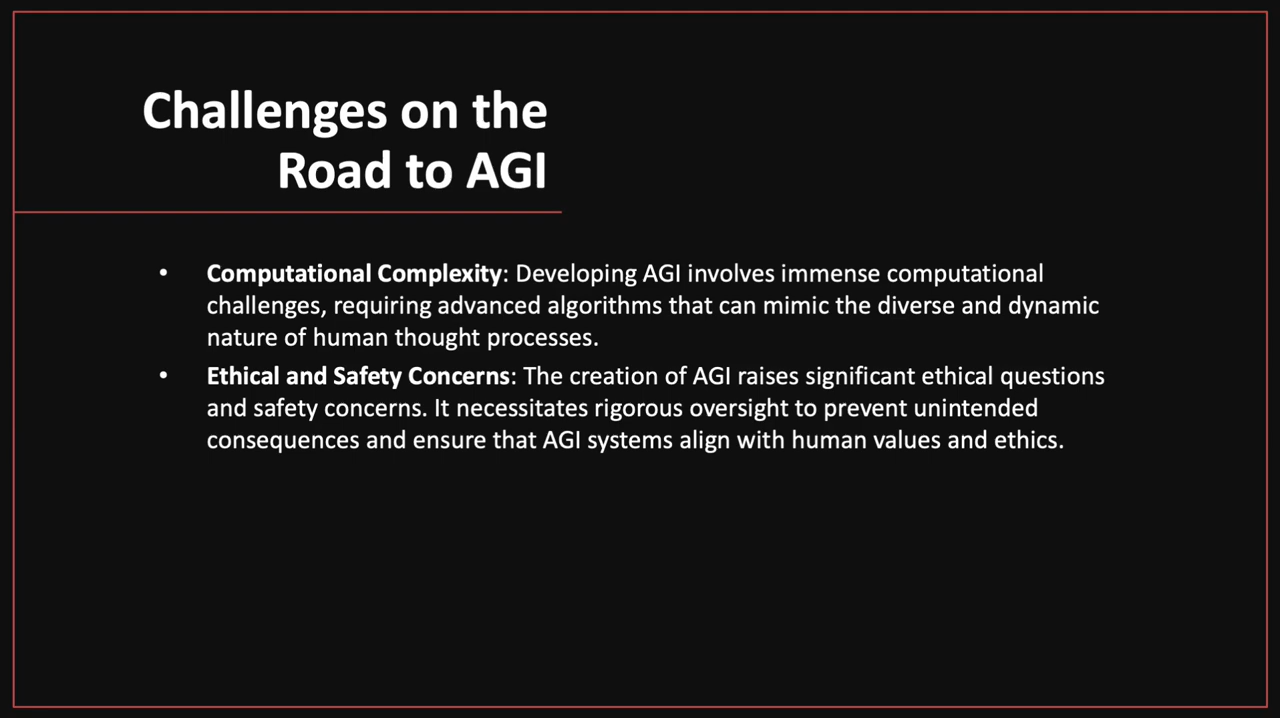 Challenges on the
Road to AGI
• Computational Complexity: Developing AGI involves immense computational
challenges, requiring advanced algorithms that can mimic the diverse and dynamic
nature of human thought processes.
• Ethical and Safety Concerns: The creation of AGI raises significant ethical questions
and safety concerns. It necessitates rigorous oversight to prevent unintended
consequences and ensure that AGI systems align with human values and ethics.